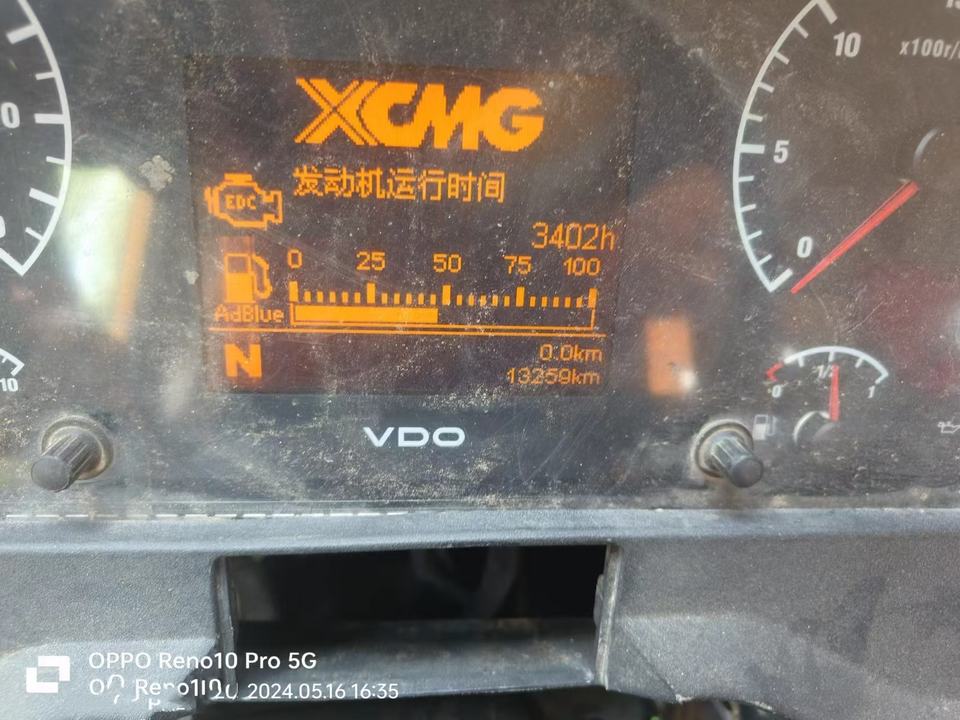 XCMG
发动机运行时间
EDC
3402h
0 25 50 75 100
AdBlue
N
0.0km
13259km
VDO
10
x100r/
5
0
0 1/2 1
0
10
OPPO Reno10 Pro 5G
2024.05.16 16:35